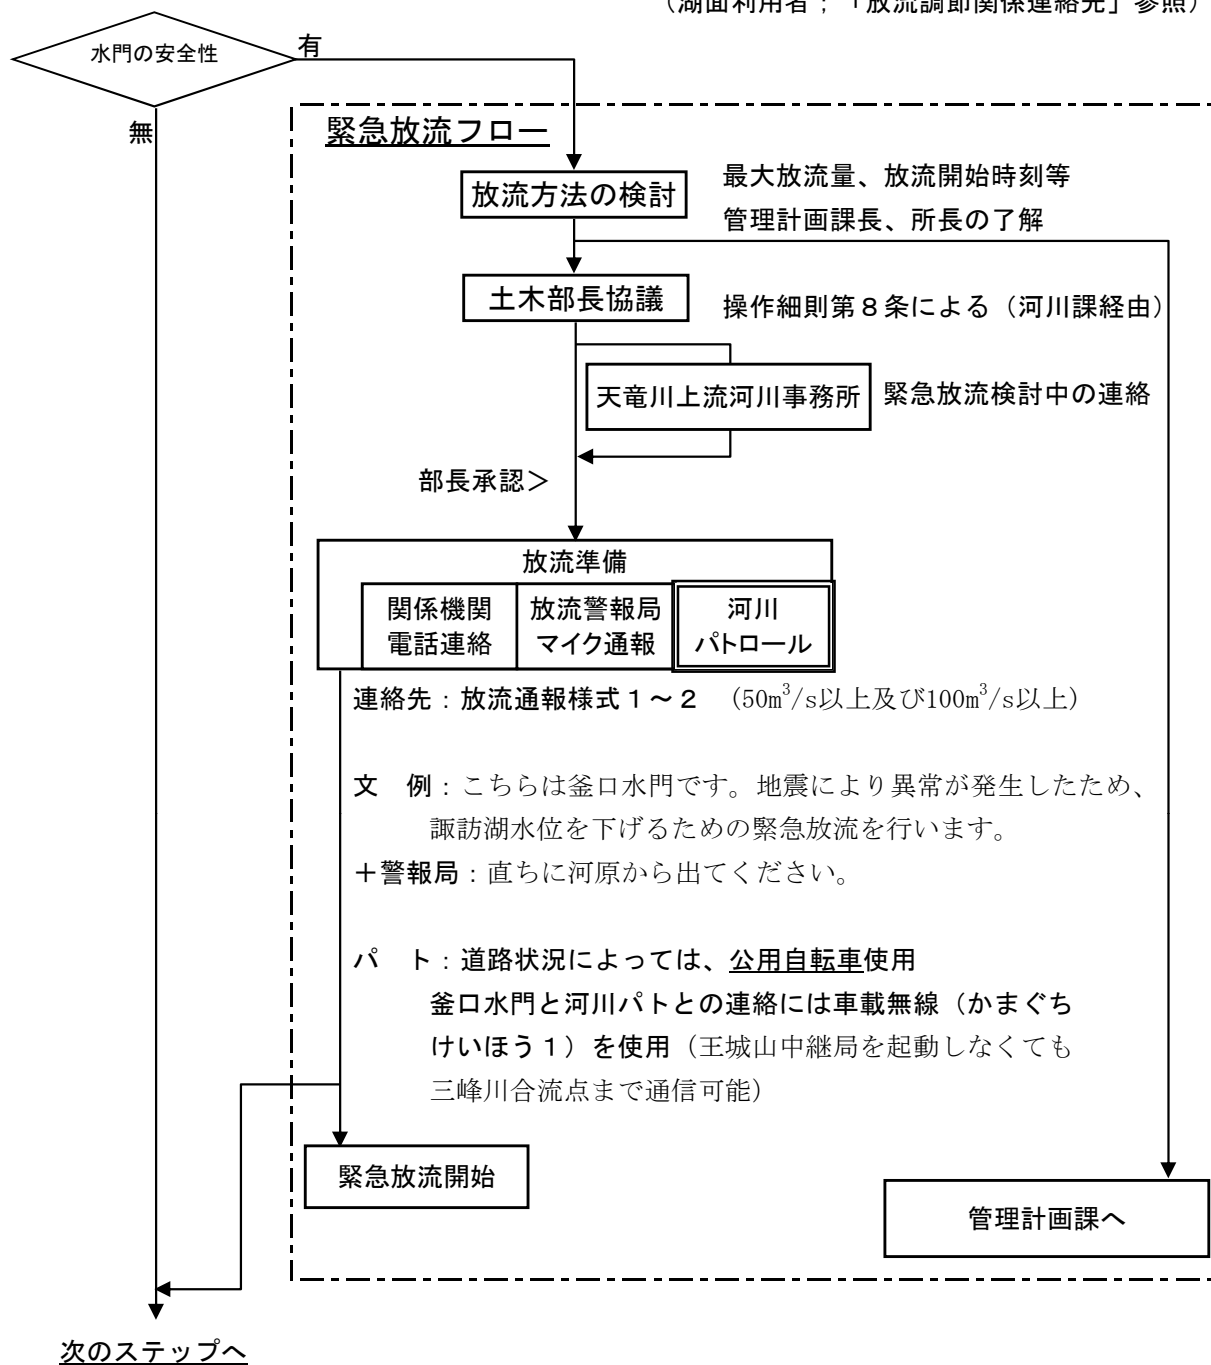 （湖面利用者；「放流調節関係連絡先」参照）
水門の安全性
有
無
緊急放流フロー
放流方法の検討
最大放流量、放流開始時刻等
管理計画課長、所長の了解
土木部長協議
操作細則第８条による（河川課経由）
天竜川上流河川事務所
緊急放流検討中の連絡
部長承認＞
放流準備
関係機関
電話連絡
放流警報局
マイク通報
河川
パトロール
連絡先：放流通報様式１～２　（50m³/s以上及び100m³/s以上）
文　例：こちらは釜口水門です。地震により異常が発生したため、
諏訪湖水位を下げるための緊急放流を行います。
＋警報局：直ちに河原から出てください。
パ　ト：道路状況によっては、公用自転車使用
釜口水門と河川パトとの連絡には車載無線（かまぐち
けいほう１）を使用（王城山中継局を起動しなくても
三峰川合流点まで通信可能）
緊急放流開始
管理計画課へ
次のステップへ